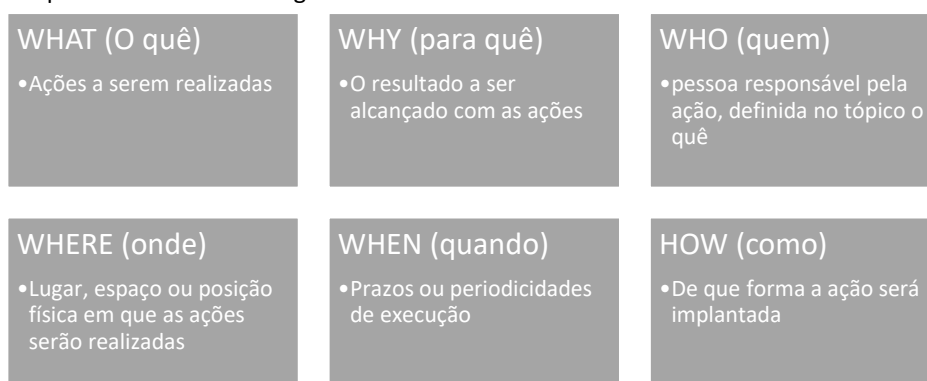 WHAT (O quê)
•Ações a serem realizadas
WHY (para quê)
•O resultado a ser
alcançado com as ações
WHO (quem)
•pessoa responsável pela
ação, definida no tópico o
quê
WHERE (onde)
•Lugar, espaço ou posição
física em que as ações
serão realizadas
WHEN (quando)
•Prazos ou periodicidades
de execução
HOW (como)
•De que forma a ação será
implantada